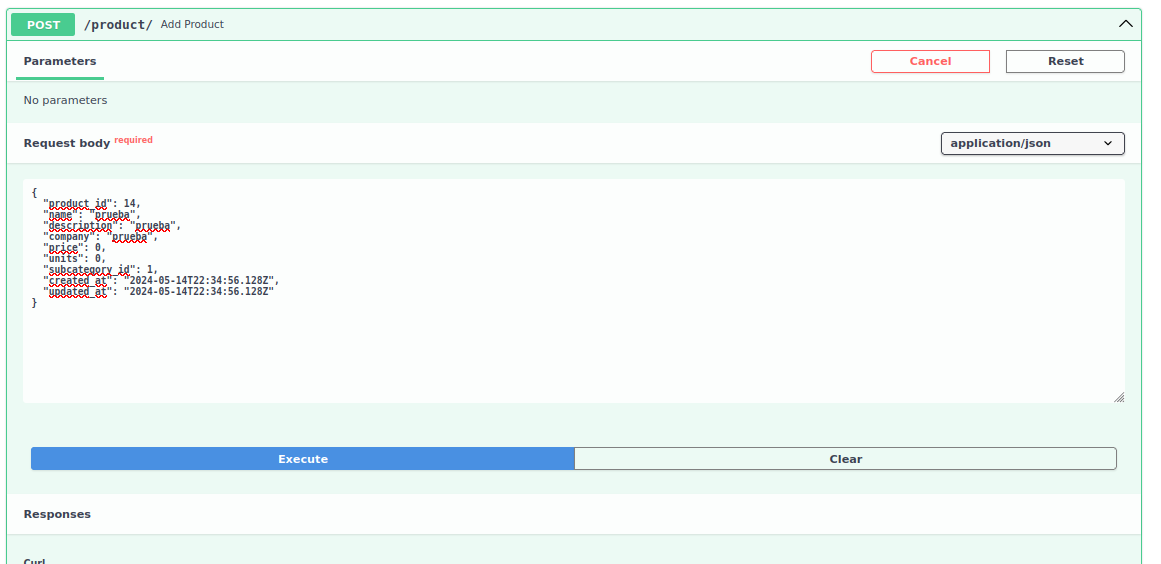 POST /product/ Add Product
Parameters
Cancel
Reset
No parameters
Request body required
application/json
{
  "product_id": 14,
  "name": "prueba",
  "description": "prueba",
  "company": "prueba",
  "price": 0,
  "units": 0,
  "subcategory_id": 1,
  "created_at": "2024-05-14T22:34:56.128Z",
  "updated_at": "2024-05-14T22:34:56.128Z"
}
Execute
Clear
Responses
Curl